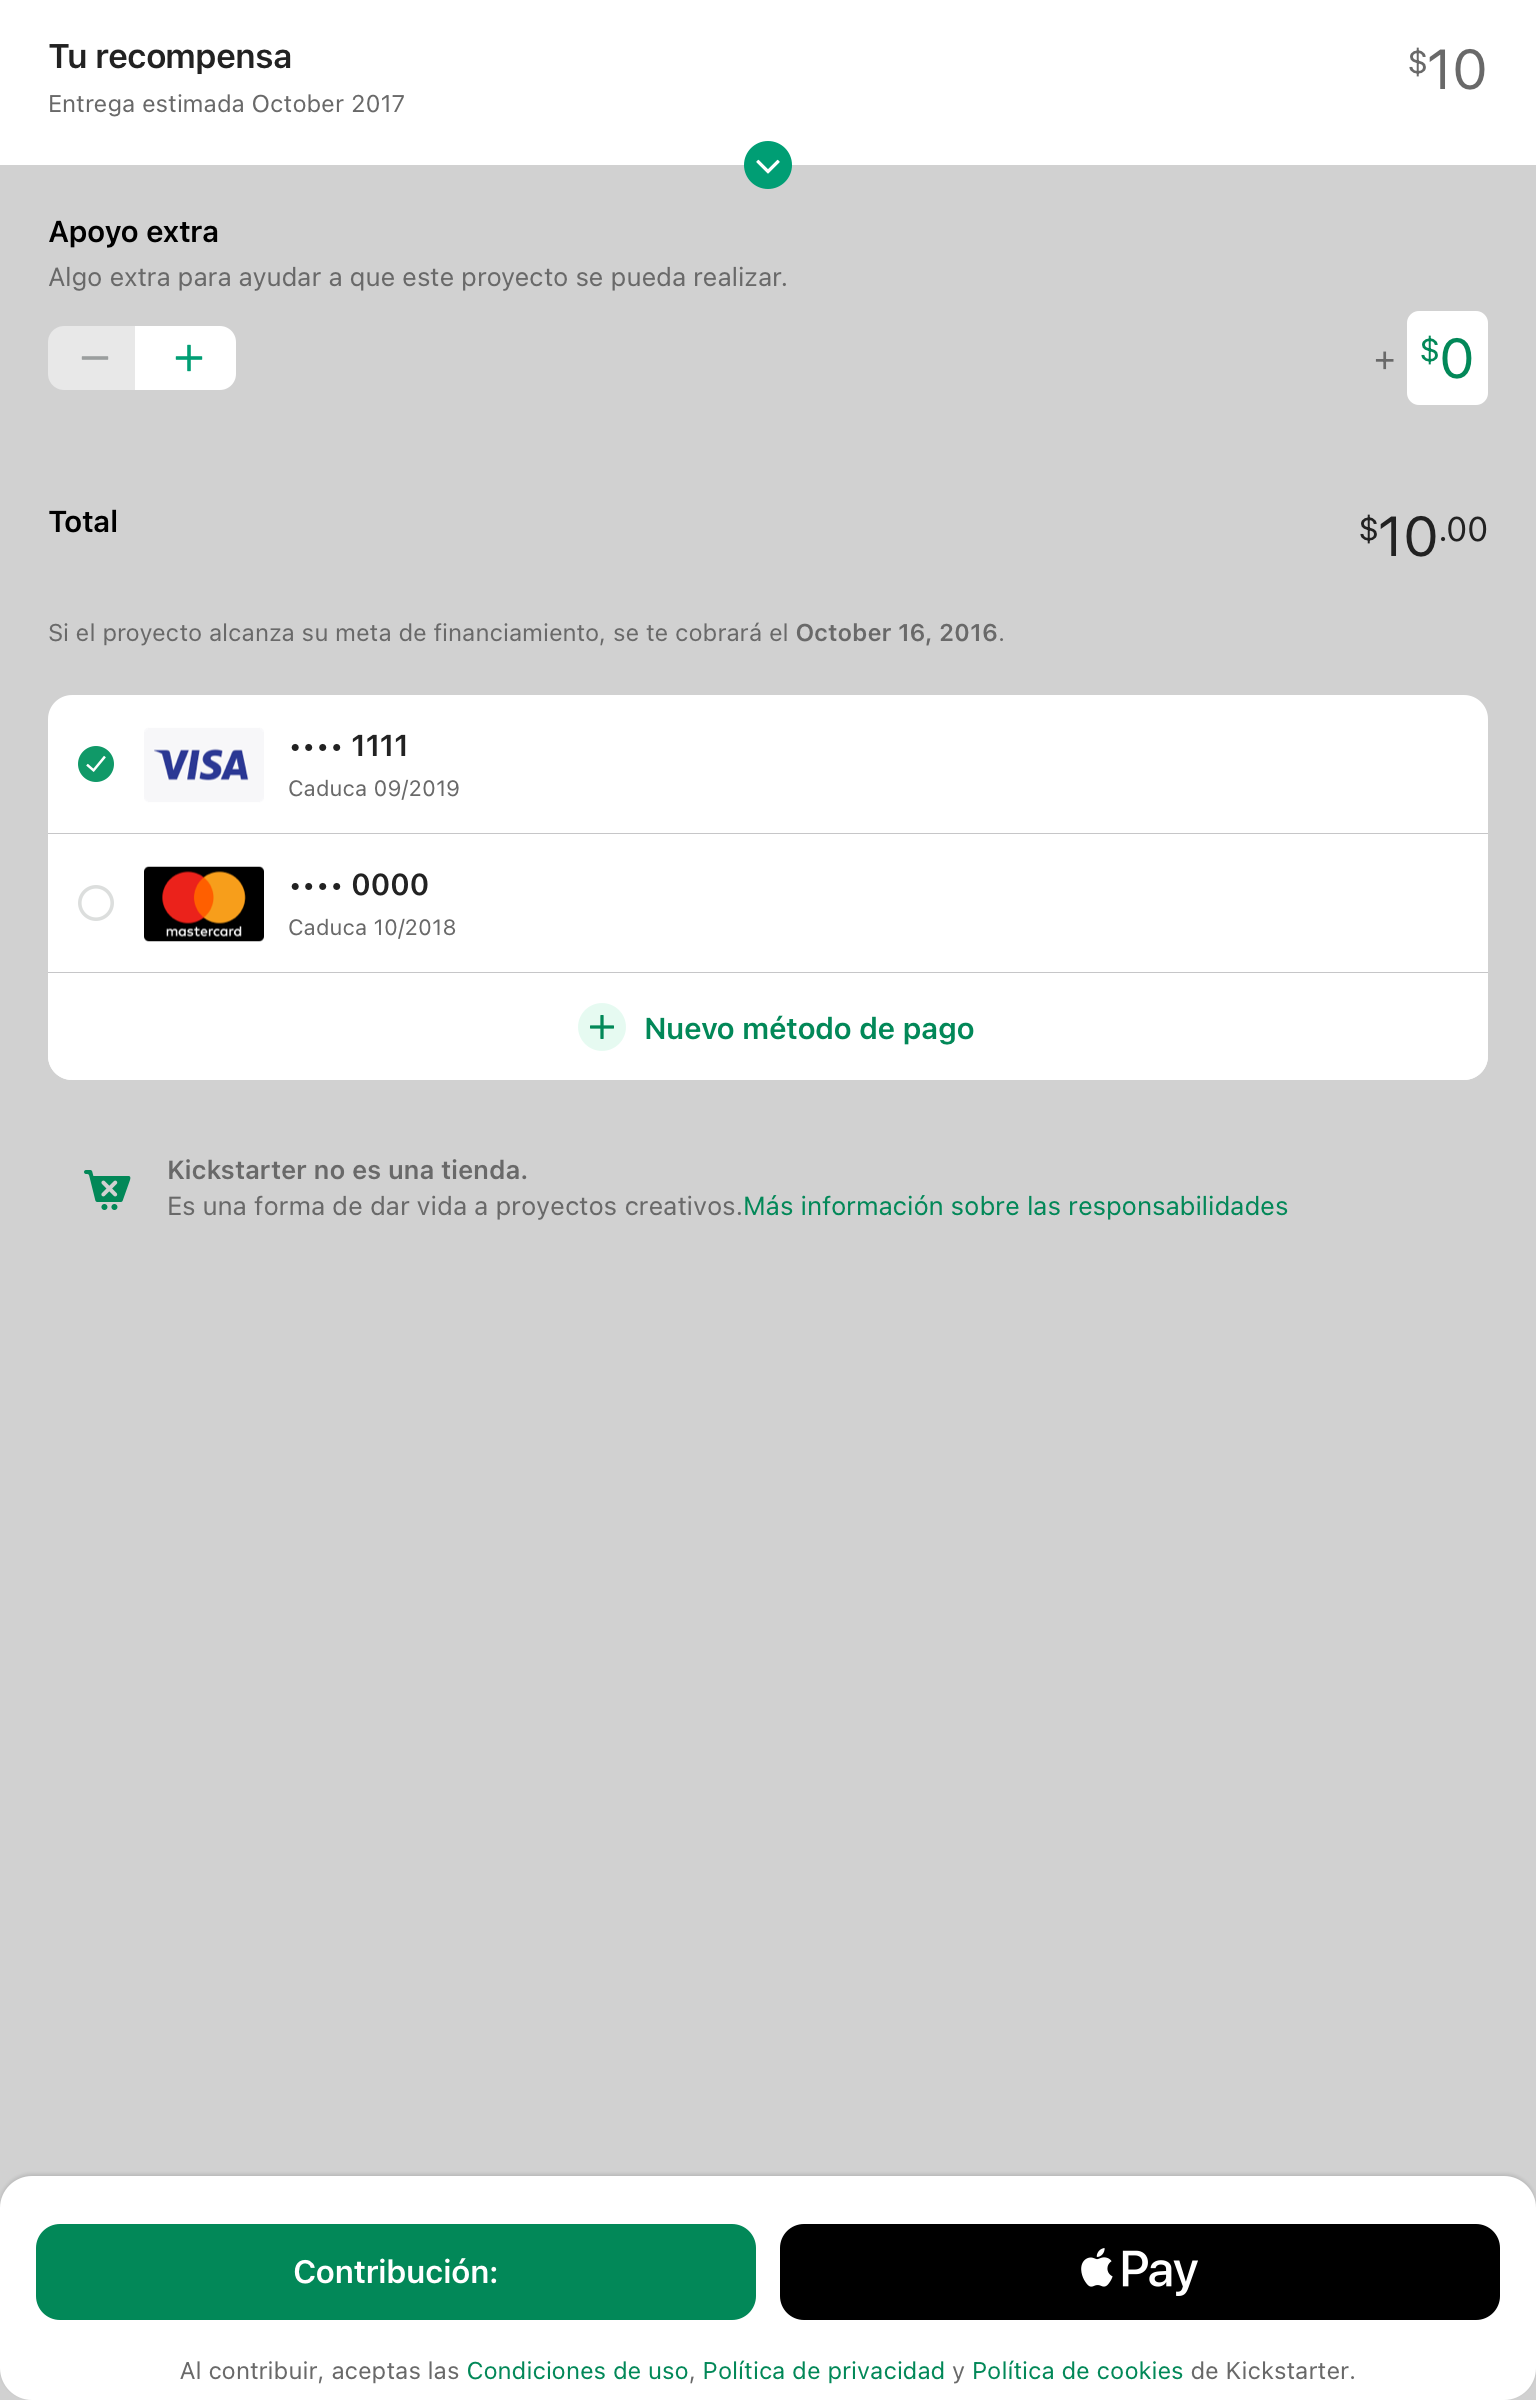 Tu recompensa
$10
Entrega estimada October 2017
Apoyo extra
Algo extra para ayudar a que este proyecto se pueda realizar.
+ $0
Total
$10.00
Si el proyecto alcanza su meta de financiamiento, se te cobrará el October 16, 2016.
VISA
•••• 1111
Caduca 09/2019
mastercard
•••• 0000
Caduca 10/2018
Nuevo método de pago
Kickstarter no es una tienda.
Es una forma de dar vida a proyectos creativos.Más información sobre las responsabilidades
Contribución:
Pay
Al contribuir, aceptas las Condiciones de uso, Política de privacidad y Política de cookies de Kickstarter.